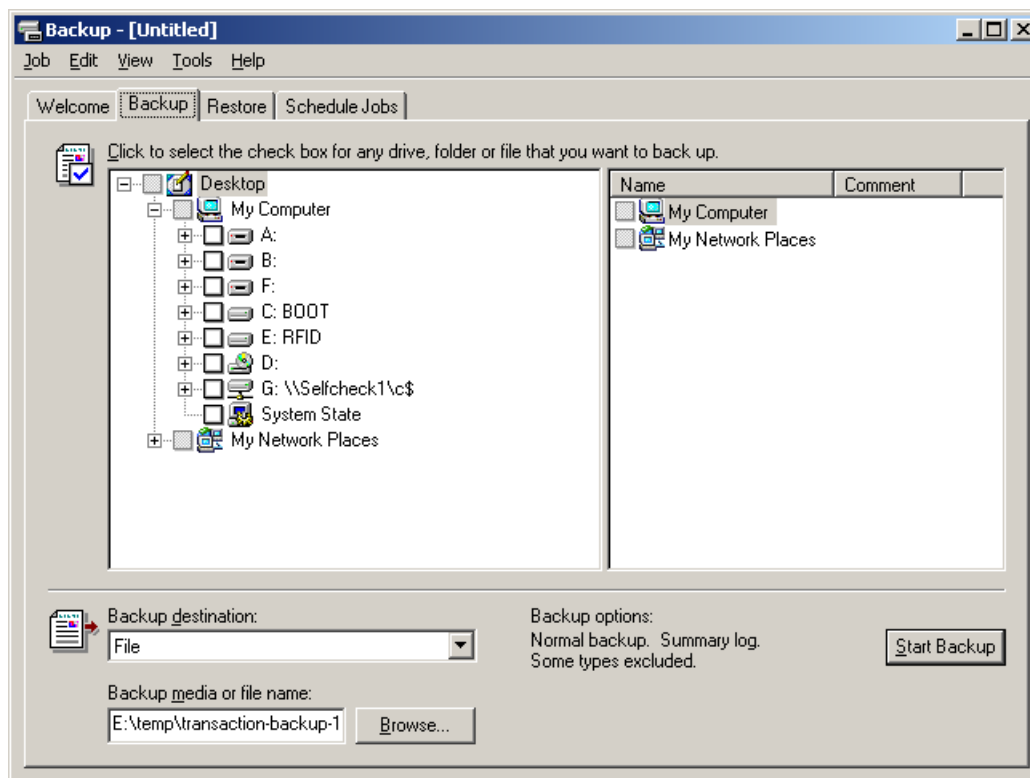 Backup - [Untitled]
Job Edit View Tools Help
Welcome Backup Restore Schedule Jobs
Click to select the check box for any drive, folder or file that you want to back up.
Desktop
My Computer
A:
B:
F:
C: BOOT
E: RFID
D:
G: \\Selfcheck1\c$
System State
My Network Places
Name Comment
My Computer
My Network Places
Backup destination:
File
Backup media or file name:
E:\temp\transaction-backup-1
Browse...
Backup options:
Normal backup. Summary log.
Some types excluded.
Start Backup